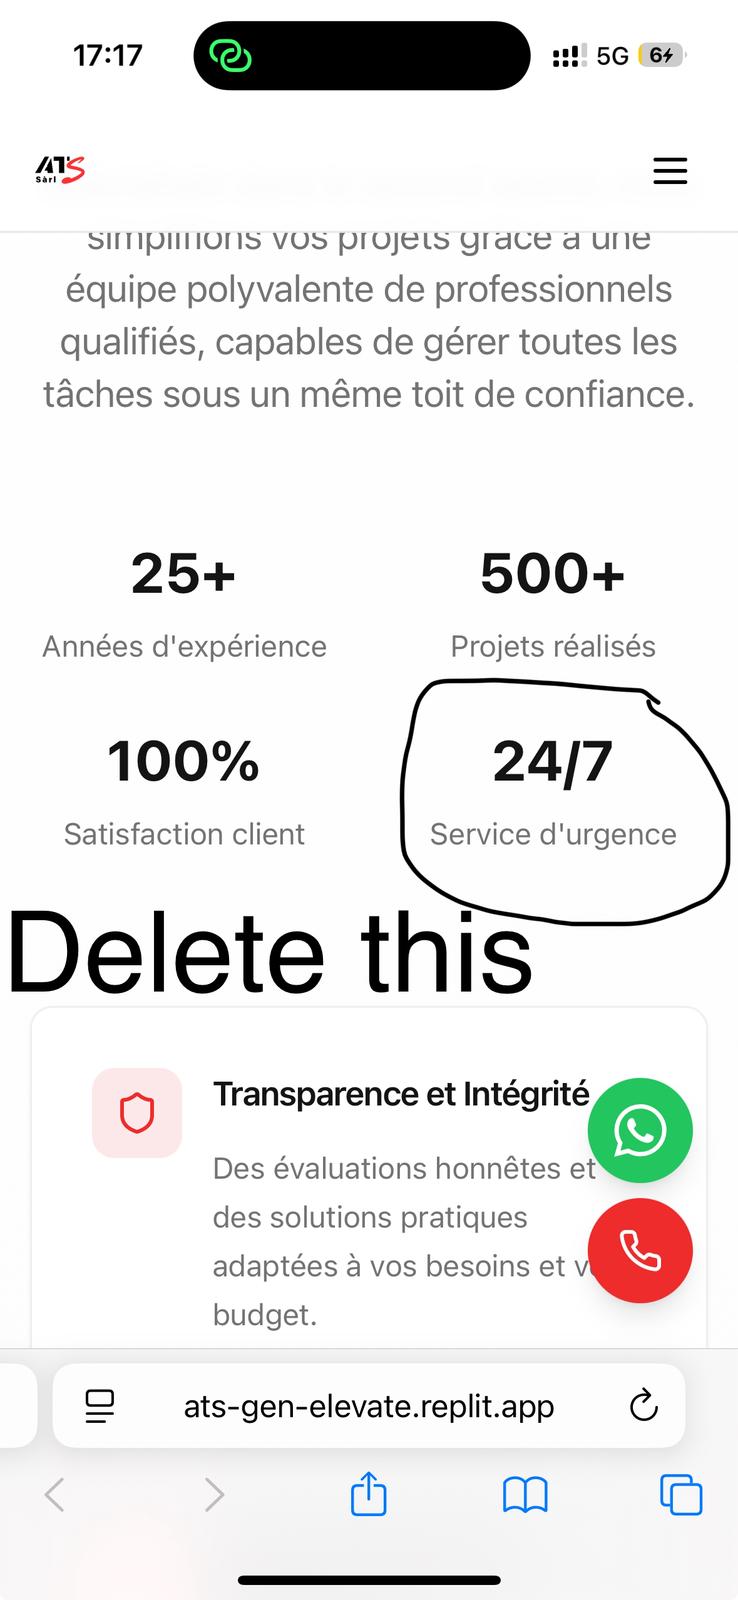 17:17
5G
6
ATS
Sàrl
simplifions vos projets grâce à une
équipe polyvalente de professionnels
qualifiés, capables de gérer toutes les
tâches sous un même toit de confiance.
25+
500+
Années d'expérience
Projets réalisés
100%
24/7
Satisfaction client
Service d'urgence
Delete this
Transparence et Intégrité
Des évaluations honnêtes et
des solutions pratiques
adaptées à vos besoins et
budget.
ats-gen-elevate.replit.app